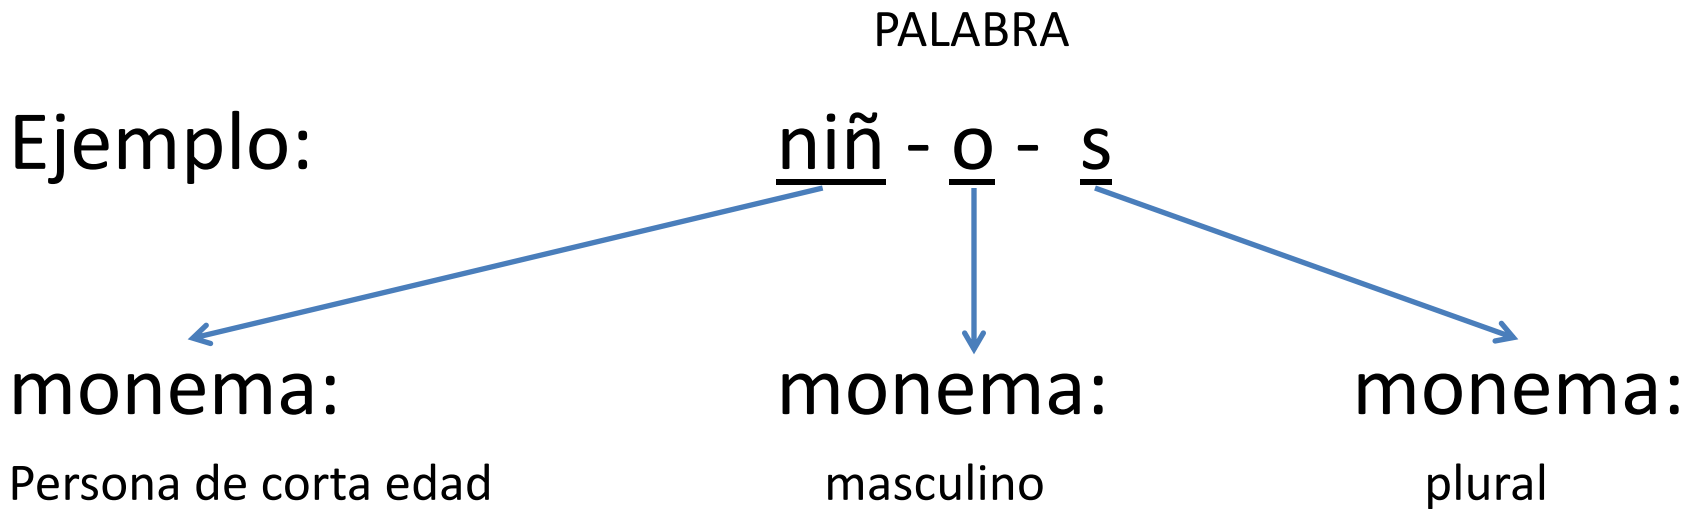 PALABRA
Ejemplo: niñ - o - s
monema: monema: monema:
Persona de corta edad masculino plural